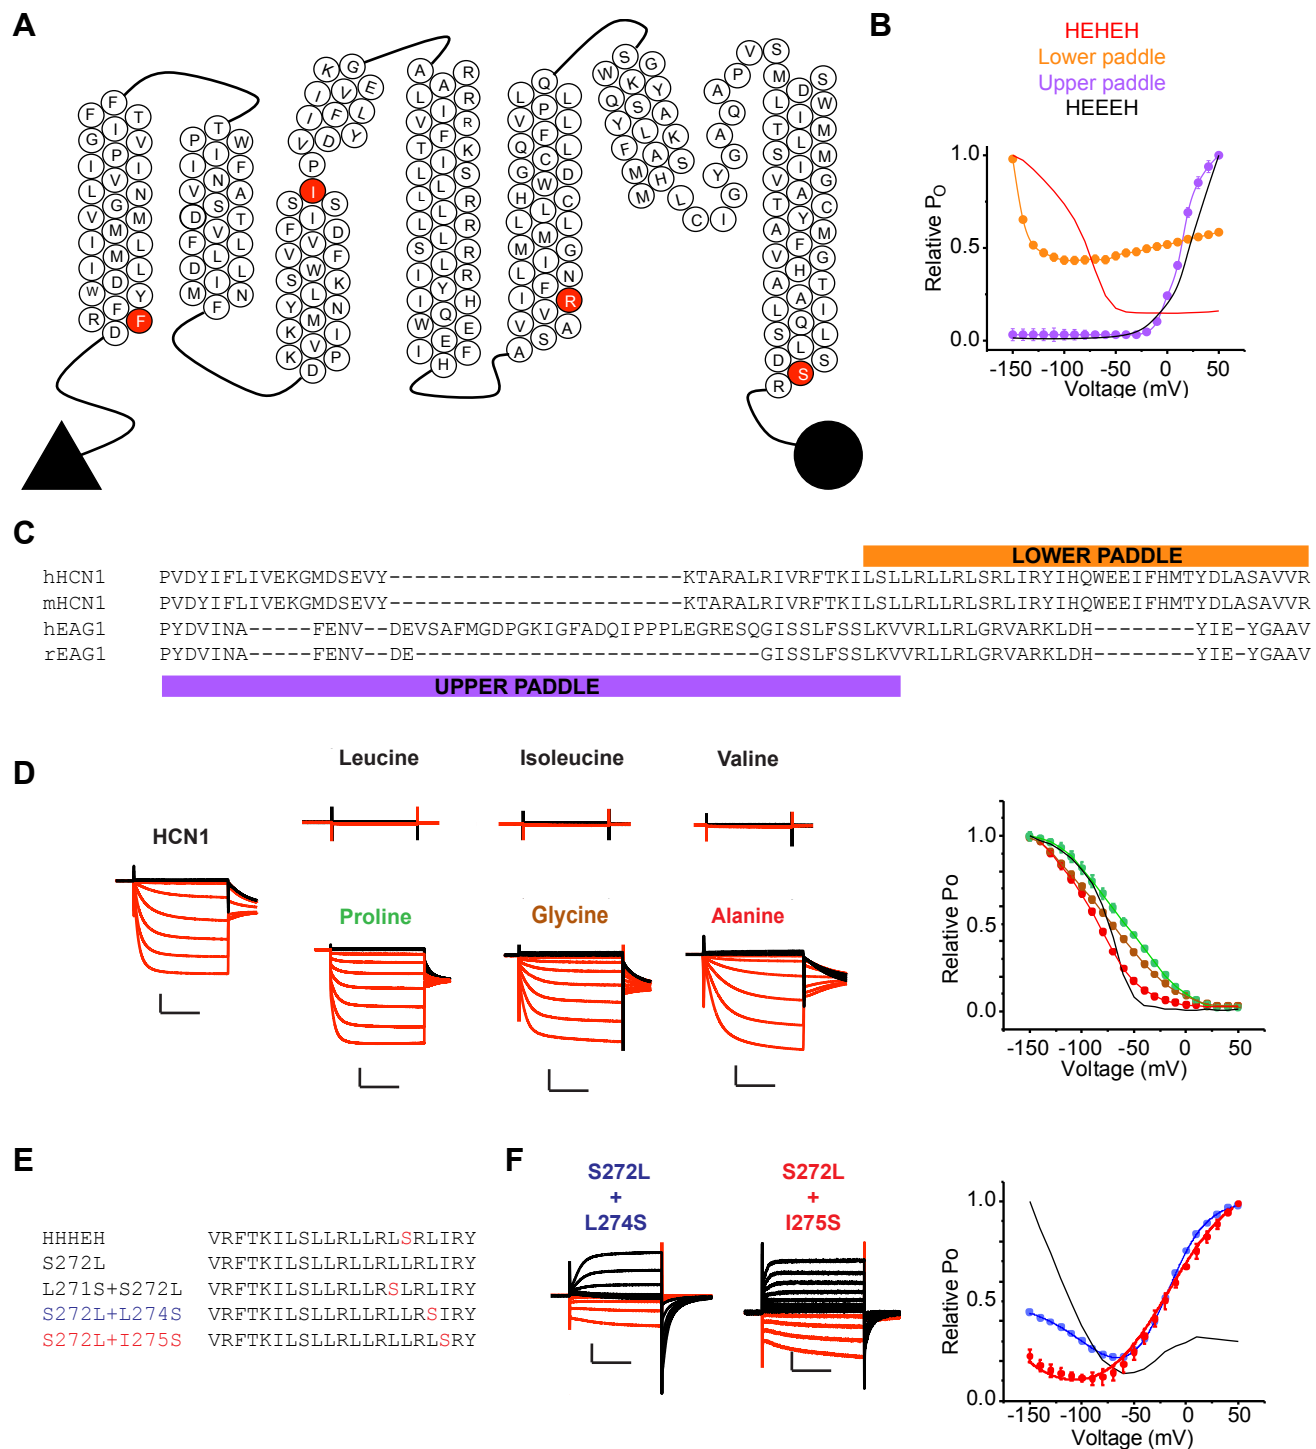 A
F G I L V I I W R
F I P V G M M D F D
T V I N M L L Y F
P I V D F D M
T I N S V L I F
W F A T L L N
K I I I V P
G V F D
E L Y
I
S F V S Y K K
I V W L M V D
S D F K N I P
R R R K S R R R R H E F
L V Q G H L M L I V A
Q P F C W L M I F V S
L L L D C L G N R A
W Q Y F M
S K S L A H
G Y A K S
L C I G Y G A Q A P V S
M L T S V T A V A L S D R
D I L I A Y F H A Q L S
S W M M G C M G T I L S
B
HEHEH
Lower paddle
Upper paddle
HEEEH
Relative PO
1.0
0.5
0.0
-150 -100 -50 0 50
Voltage (mV)
C
LOWER PADDLE
hHCN1 PVDYIFLIVEKGMDSEVY-----------------------KTARALRIVRFTKILSLLRLLRLSRLIRYIHQWEEIFHMTYDLASAVVR
mHCN1 PVDYIFLIVEKGMDSEVY-----------------------KTARALRIVRFTKILSLLRLLRLSRLIRYIHQWEEIFHMTYDLASAVVR
hEAG1 PYDVINA-----FENV--DEVSAFMGDPGKIGFADQIPPPLEGRESQGISSLFSSLKVVRLLRLGRVARKLDH--------YIE-YGAAV
rEAG1 PYDVINA-----FENV--DE---------------------------GISSLFSSLKVVRLLRLGRVARKLDH--------YIE-YGAAV
UPPER PADDLE
D
HCN1
Leucine
Isoleucine
Valine
Proline
Glycine
Alanine
Relative Po
1.0
0.5
0.0
-150 -100 -50 0 50
Voltage (mV)
E
HHHEH VRFTKILSLLRLLRLSRLIRY
S272L VRFTKILSLLRLLRLLRLIRY
L271S+S272L VRFTKILSLLRLLRSLRLIRY
S272L+L274S VRFTKILSLLRLLRLLRSIRY
S272L+I275S VRFTKILSLLRLLRLLRLSRY
F
S272L
+
L274S
S272L
+
I275S
Relative Po
1.0
0.5
0.0
-150 -100 -50 0 50
Voltage (mV)